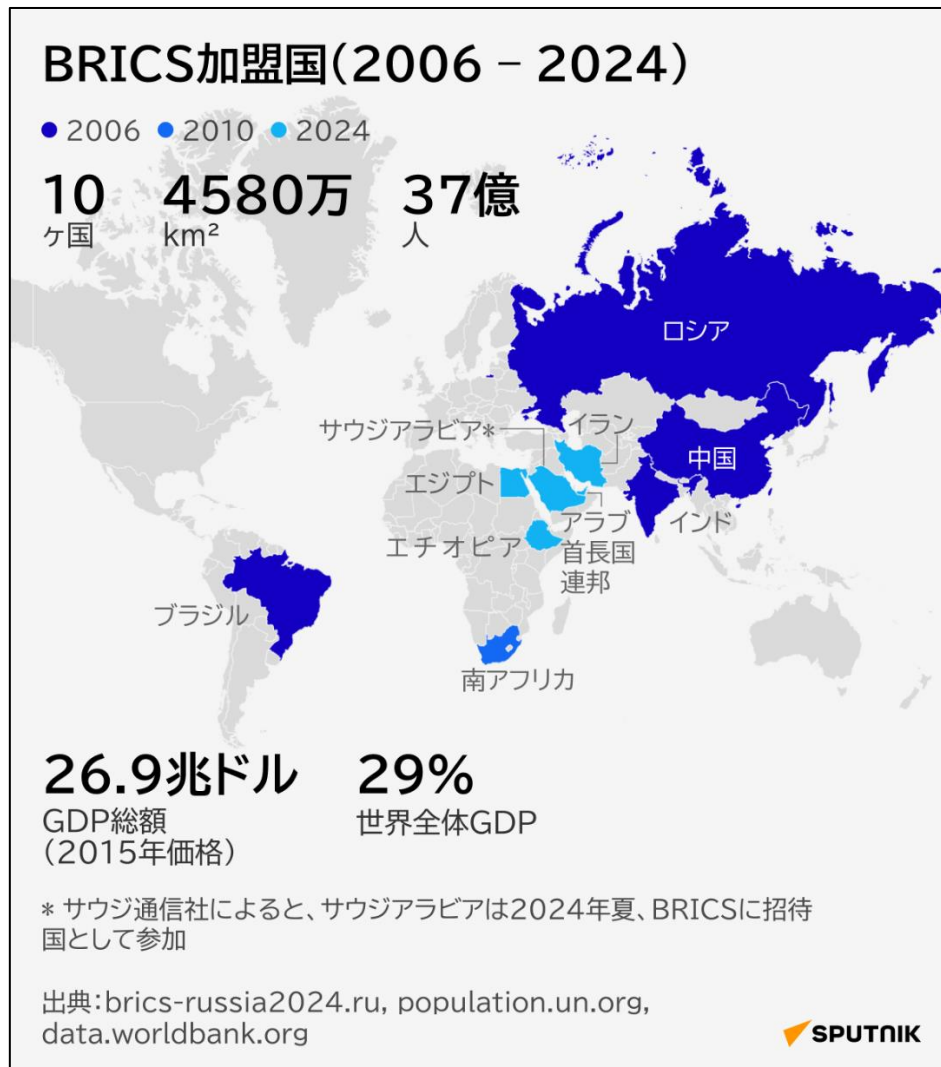 BRICS加盟国(2006 – 2024)
2006 2010 2024
10 4580万 37億
ヶ国 km² 人
ロシア
サウジアラビア* イラン
中国
エジプト
アラブ
首長国
連邦
インド
エチオピア
ブラジル
南アフリカ
26.9兆ドル 29%
GDP総額 世界全体GDP
(2015年価格)
* サウジ通信社によると、サウジアラビアは2024年夏、BRICSに招待
国として参加
出典:brics-russia2024.ru, population.un.org,
data.worldbank.org
SPUTNIK